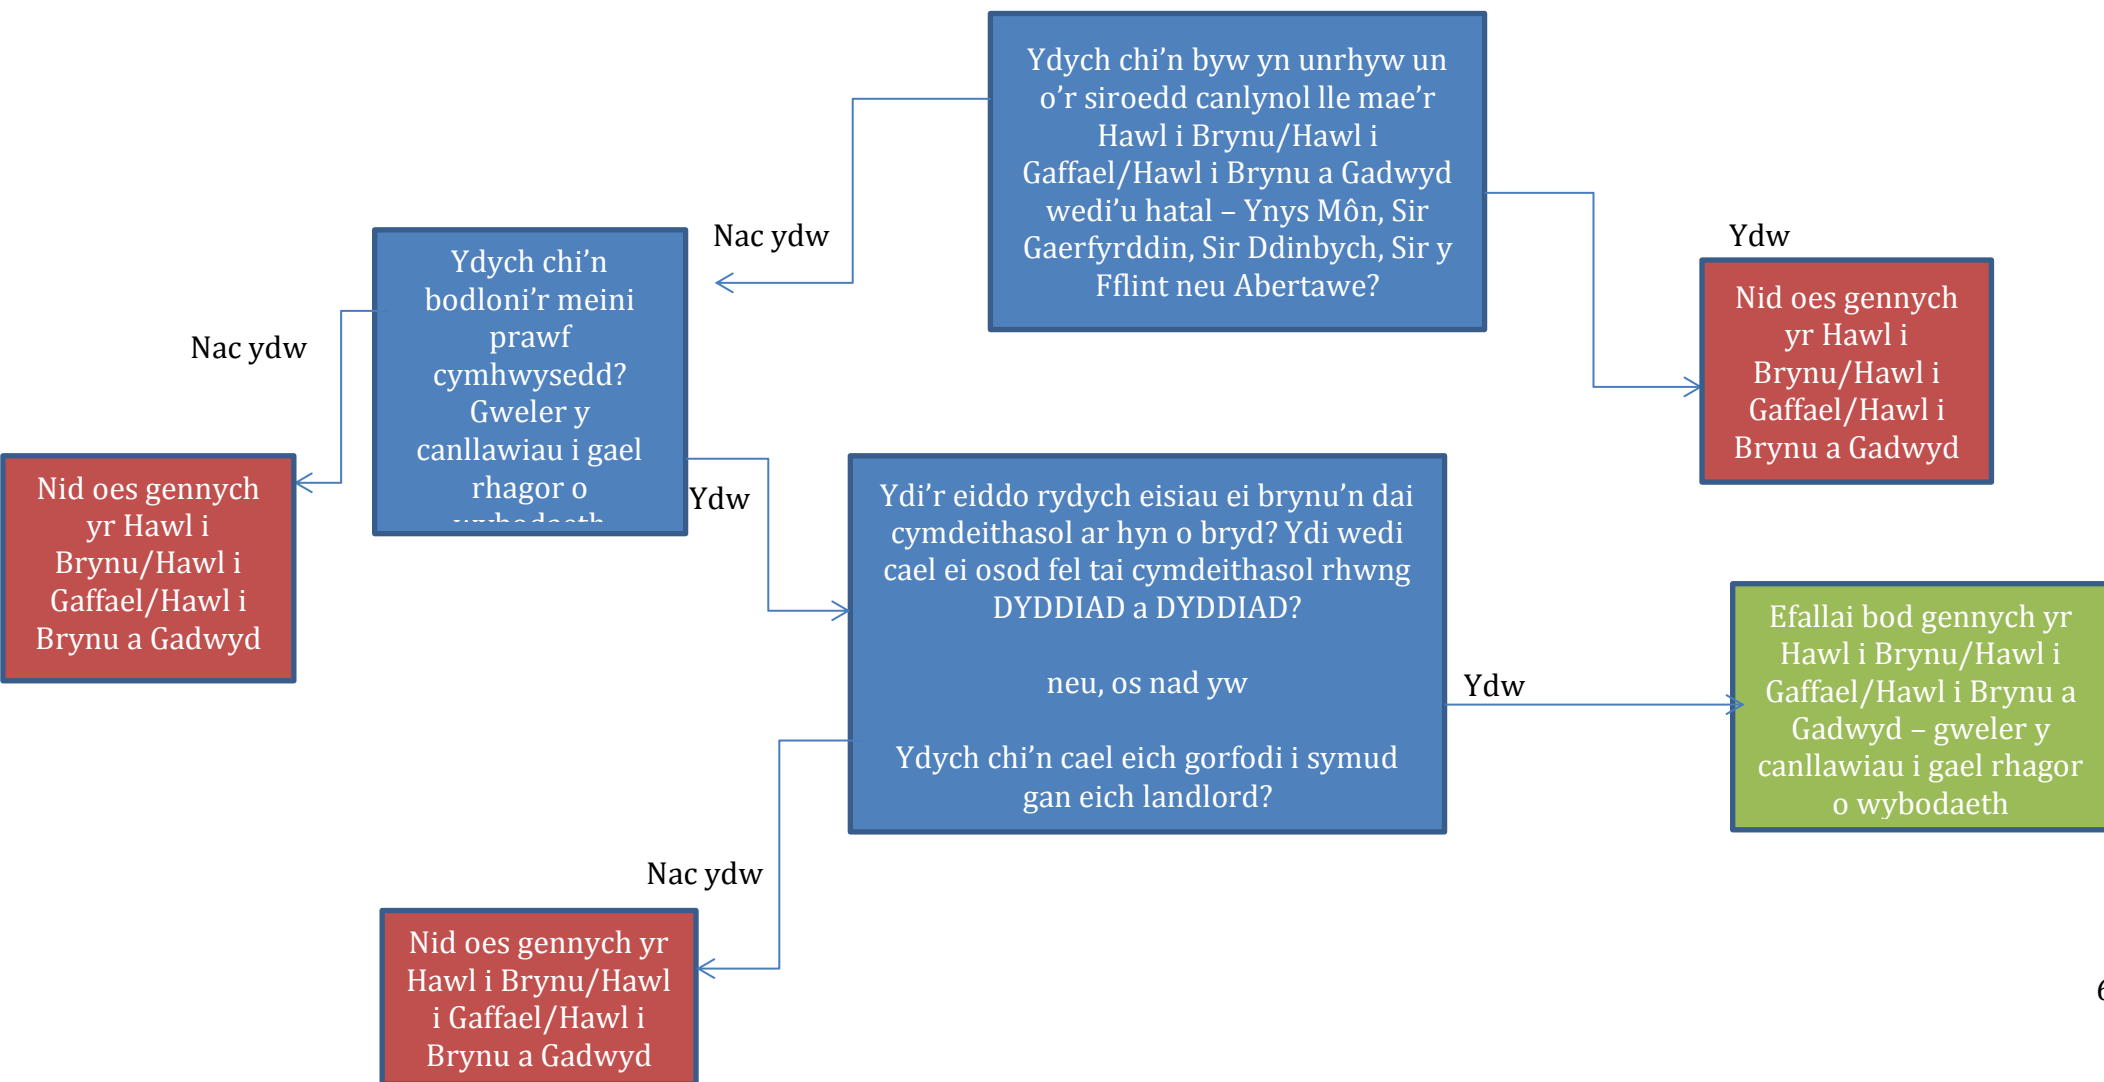 Ydych chi’n byw yn unrhyw un
o’r siroedd canlynol lle mae’r
Hawl i Brynu/Hawl i
Gaffael/Hawl i Brynu a Gadwyd
wedi’u hatal – Ynys Môn, Sir
Gaerfyrddin, Sir Ddinbych, Sir y
Fflint neu Abertawe?
Nac ydw
Ydw
Nid oes gennych
yr Hawl i
Brynu/Hawl i
Gaffael/Hawl i
Brynu a Gadwyd
Ydych chi’n
bodloni’r meini
prawf
cymhwysedd?
Gweler y
canllawiau i gael
rhagor o
Nac ydw
Nid oes gennych
yr Hawl i
Brynu/Hawl i
Gaffael/Hawl i
Brynu a Gadwyd
Ydw
Ydi’r eiddo rydych eisiau ei brynu’n dai
cymdeithasol ar hyn o bryd? Ydi wedi
cael ei osod fel tai cymdeithasol rhwng
DYDDIAD a DYDDIAD?
neu, os nad yw
Ydych chi’n cael eich gorfodi i symud
gan eich landlord?
Ydw
Efallai bod gennych yr
Hawl i Brynu/Hawl i
Gaffael/Hawl i Brynu a
Gadwyd – gweler y
canllawiau i gael rhagor
o wybodaeth
Nac ydw
Nid oes gennych yr
Hawl i Brynu/Hawl
i Gaffael/Hawl i
Brynu a Gadwyd